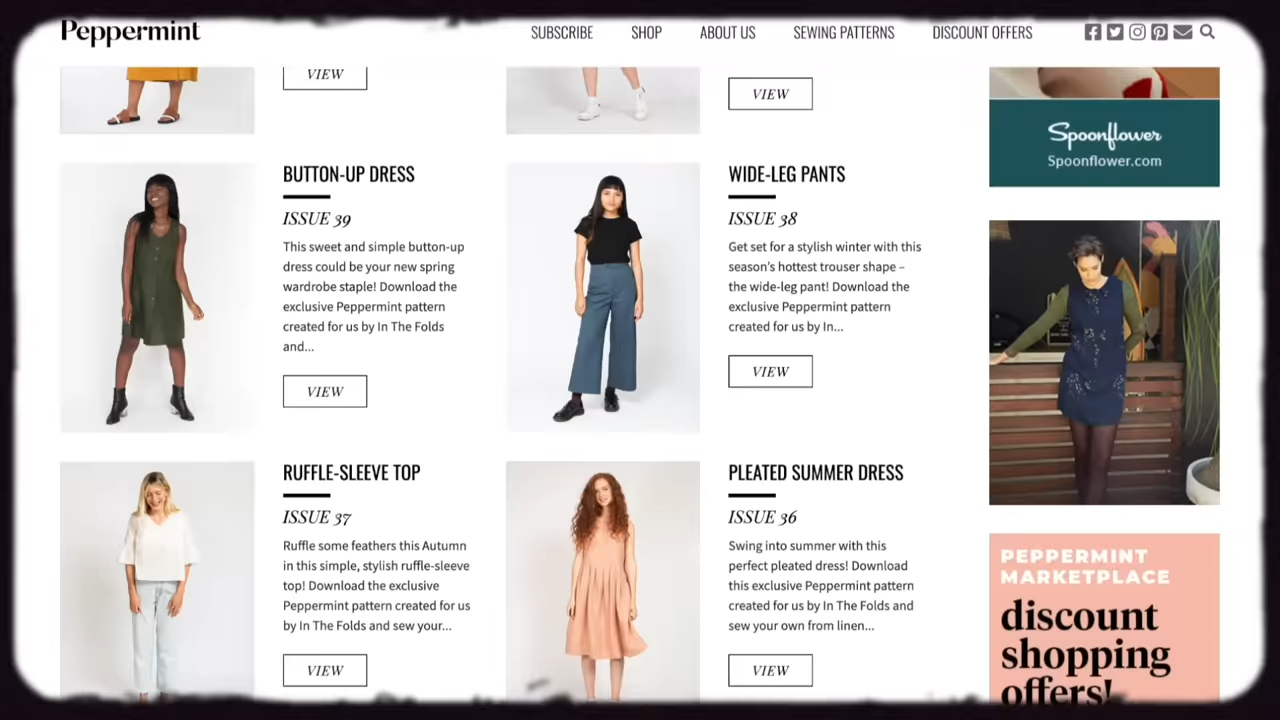 Peppermint
SUBSCRIBE
SHOP
ABOUT US
SEWING PATTERNS
DISCOUNT OFFERS
VIEW
VIEW
BUTTON-UP DRESS
ISSUE 39
This sweet and simple button-up
dress could be your new spring
wardrobe staple! Download the
exclusive Peppermint pattern
created for us by In The Folds
and...
VIEW
WIDE-LEG PANTS
ISSUE 38
Get set for a stylish winter with this
season's hottest trouser shape –
the wide-leg pant! Download the
exclusive Peppermint pattern
created for us by In...
VIEW
RUFFLE-SLEEVE TOP
ISSUE 37
Ruffle some feathers this Autumn
in this simple, stylish ruffle-sleeve
top! Download the exclusive
Peppermint pattern created for us
by In The Folds and sew your...
VIEW
PLEATED SUMMER DRESS
ISSUE 36
Swing into summer with this
perfect pleated dress! Download
this exclusive Peppermint pattern
created for us by In The Folds and
sew your own from linen...
VIEW
Spoonflower
Spoonflower.com
PEPPERMINT
MARKETPLACE
discount
shopping
offers!